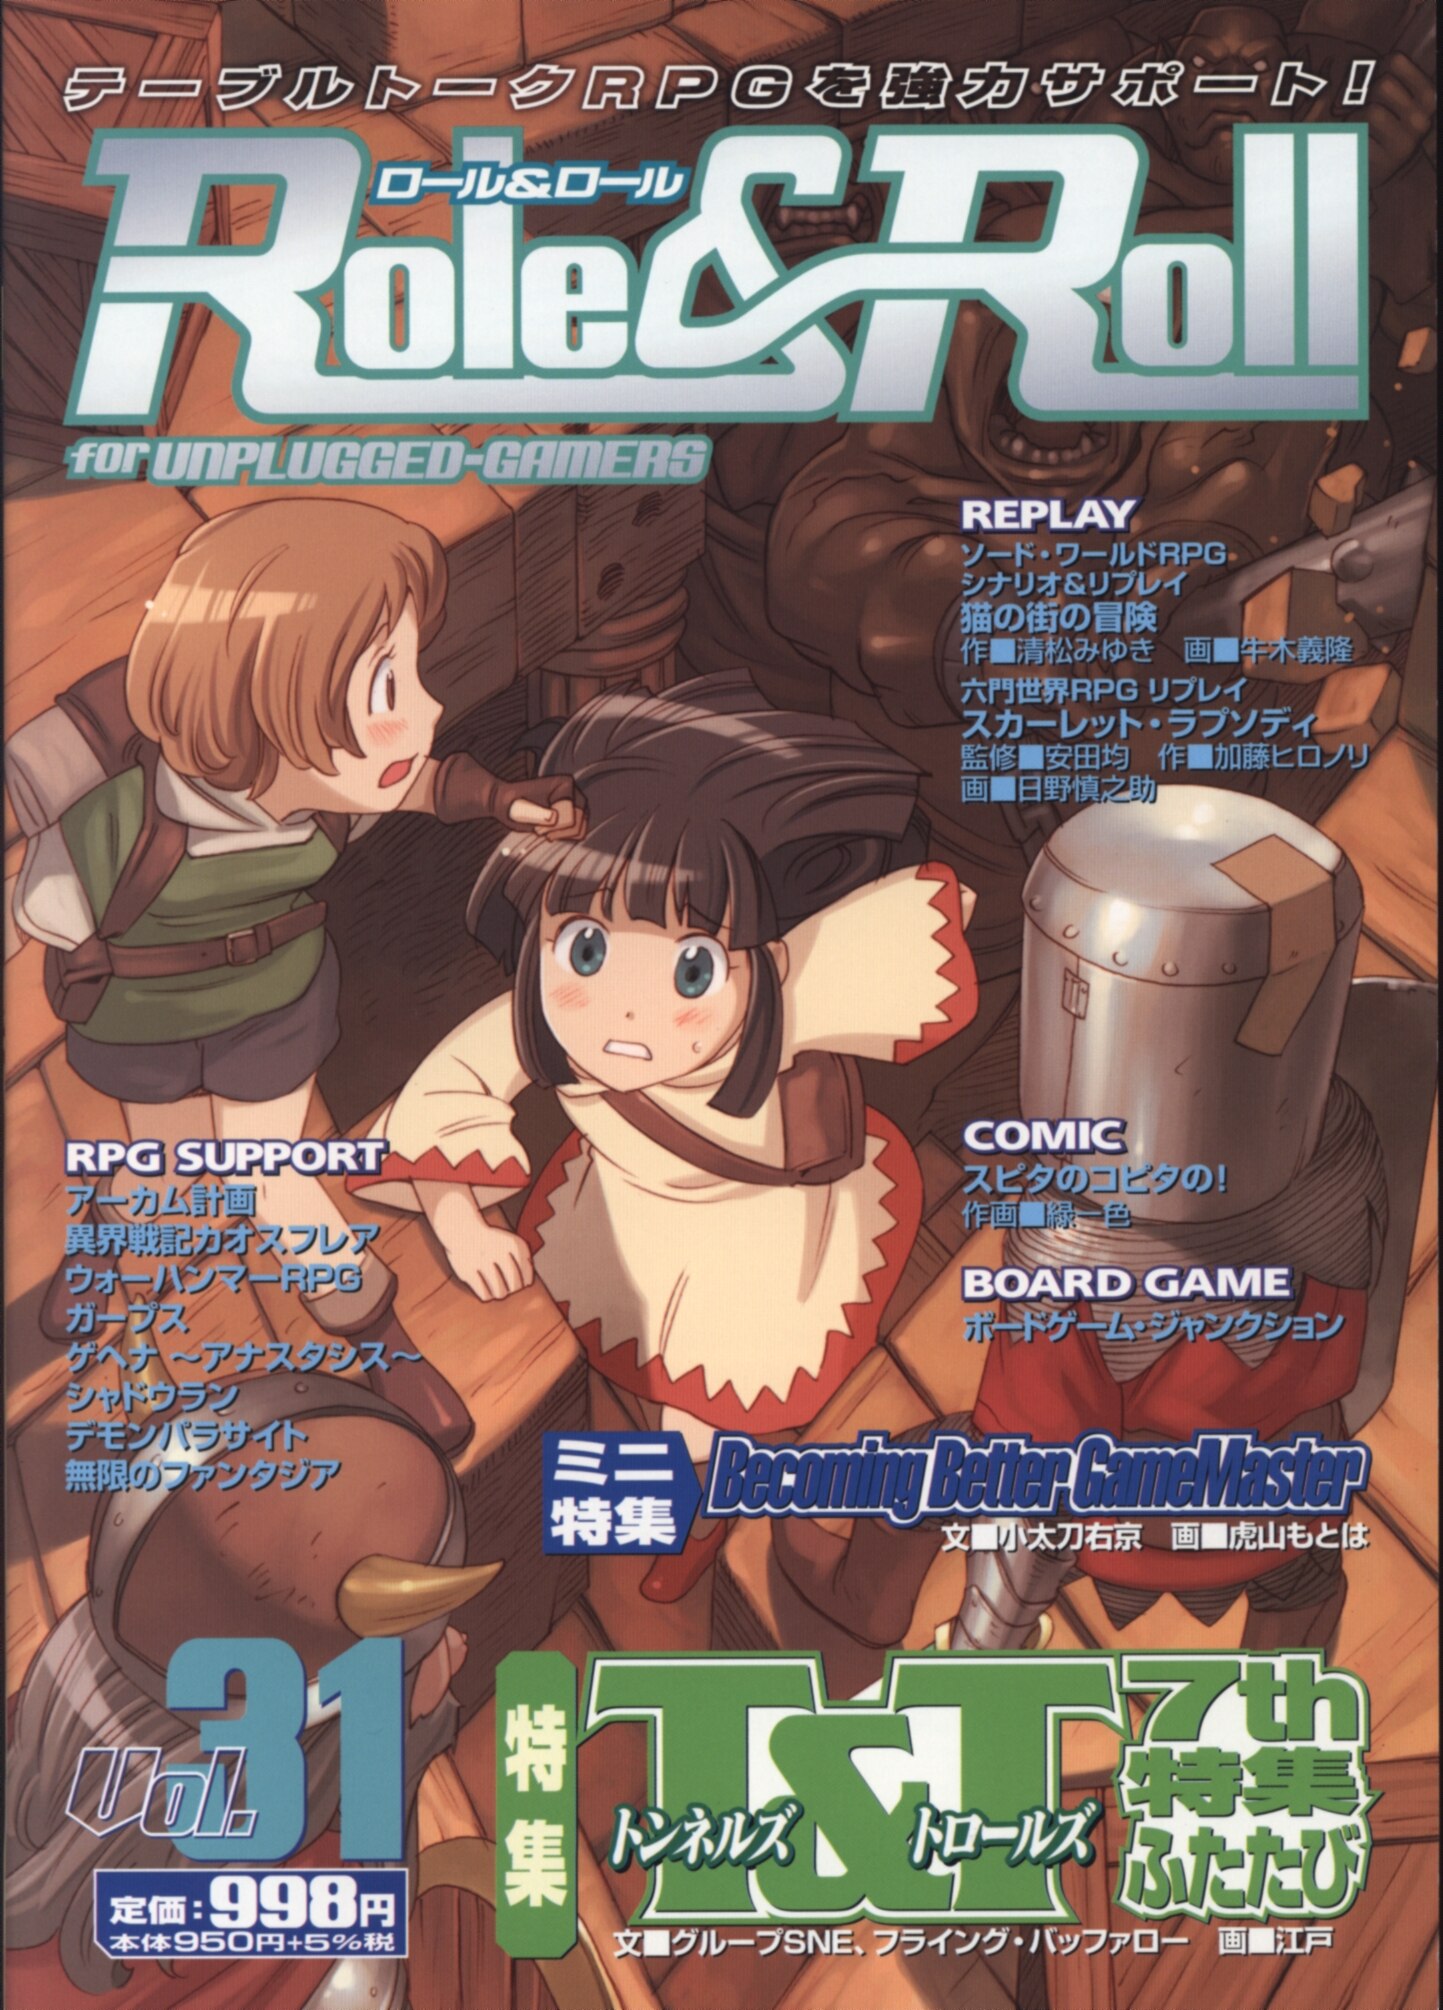 テーブルトークRPGを強力サポート!
Role&Roll
ロール&ロール
for UNPLUGGED-GAMERS
REPLAY
ソード・ワールドRPG
シナリオ&リプレイ
猫の街の冒険
作■清松みゆき 画■牛木義隆
六門世界RPG リプレイ
スカーレット・ラプソディ
監修■安田均 作■加藤ヒロノリ
画■日野慎之助
RPG SUPPORT
アーカム計画
異界戦記カオスフレア
ウォーハンマーRPG
ガープス
ゲヘナ ~アナスタシス~
シャドウラン
デモンパラサイト
無限のファンタジア
COMIC
スピタのコピタの!
作画■緑一色
BOARD GAME
ボードゲーム・ジャンクション
ミニ
特集
Becoming Better GameMaster
文■小太刀右京 画■虎山もとは
Vol.31
定価:998円
本体950円+5%税
特集
T&T
トンネルズ トロールズ
7th
特集
ふたたび
文■グループSNE、フライング・バッファロー 画■江戸